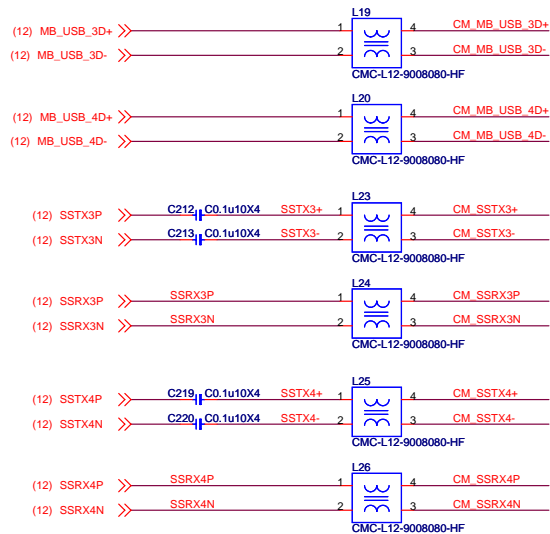 L19
(12) MB_USB_3D+ 1 4 CM_MB_USB_3D+
(12) MB_USB_3D- 2 3 CM_MB_USB_3D-
CMC-L12-9008080-HF
L20
(12) MB_USB_4D+ 1 4 CM_MB_USB_4D+
(12) MB_USB_4D- 2 3 CM_MB_USB_4D-
CMC-L12-9008080-HF
L23
(12) SSTX3P C212 C0.1u10X4 SSTX3+ 1 4 CM_SSTX3+
(12) SSTX3N C213 C0.1u10X4 SSTX3- 2 3 CM_SSTX3-
CMC-L12-9008080-HF
L24
(12) SSRX3P SSRX3P 1 4 CM_SSRX3P
(12) SSRX3N SSRX3N 2 3 CM_SSRX3N
CMC-L12-9008080-HF
L25
(12) SSTX4P C219 C0.1u10X4 SSTX4+ 1 4 CM_SSTX4+
(12) SSTX4N C220 C0.1u10X4 SSTX4- 2 3 CM_SSTX4-
CMC-L12-9008080-HF
L26
(12) SSRX4P SSRX4P 1 4 CM_SSRX4P
(12) SSRX4N SSRX4N 2 3 CM_SSRX4N
CMC-L12-9008080-HF